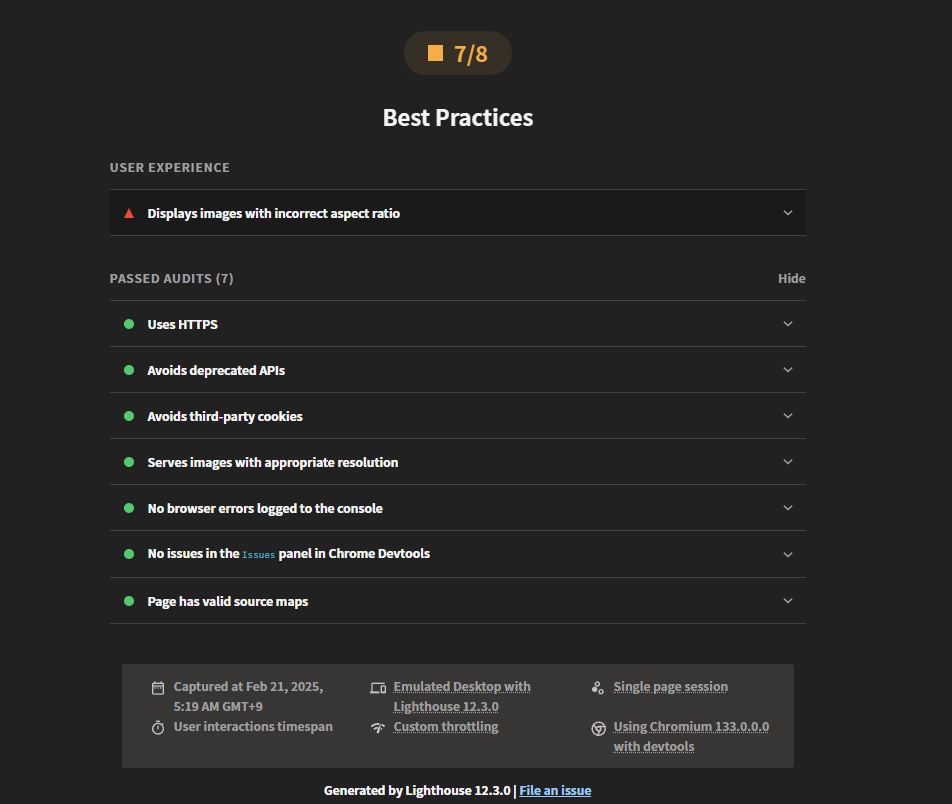 7/8
Best Practices
USER EXPERIENCE
Displays images with incorrect aspect ratio
PASSED AUDITS (7)
Hide
Uses HTTPS
Avoids deprecated APIs
Avoids third-party cookies
Serves images with appropriate resolution
No browser errors logged to the console
No issues in the Issues panel in Chrome Devtools
Page has valid source maps
Captured at Feb 21, 2025,
5:19 AM GMT+9
Emulated Desktop with
Lighthouse 12.3.0
Single page session
User interactions timespan
Custom throttling
Using Chromium 133.0.0.0
with devtools
Generated by Lighthouse 12.3.0 | File an issue